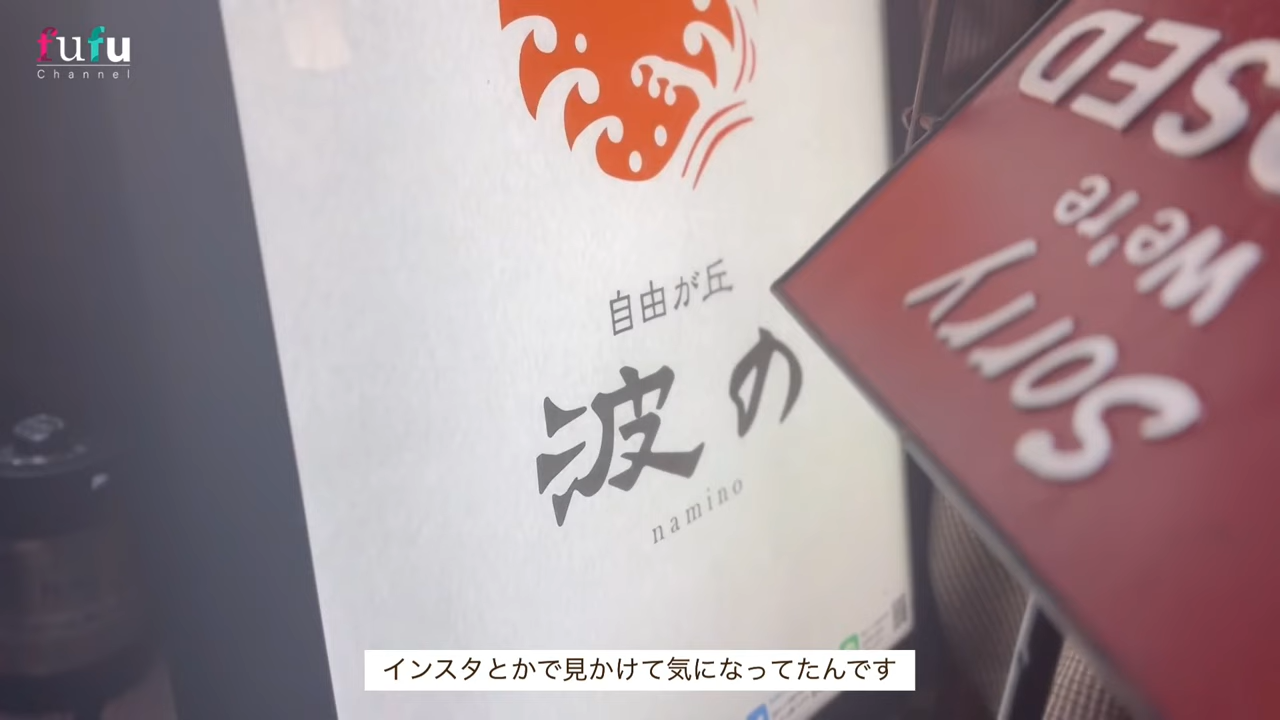 fufu
Channel
自由が丘
波の
namino
Sorry
We're
OSED
インスタとかで見かけて気になってたんです